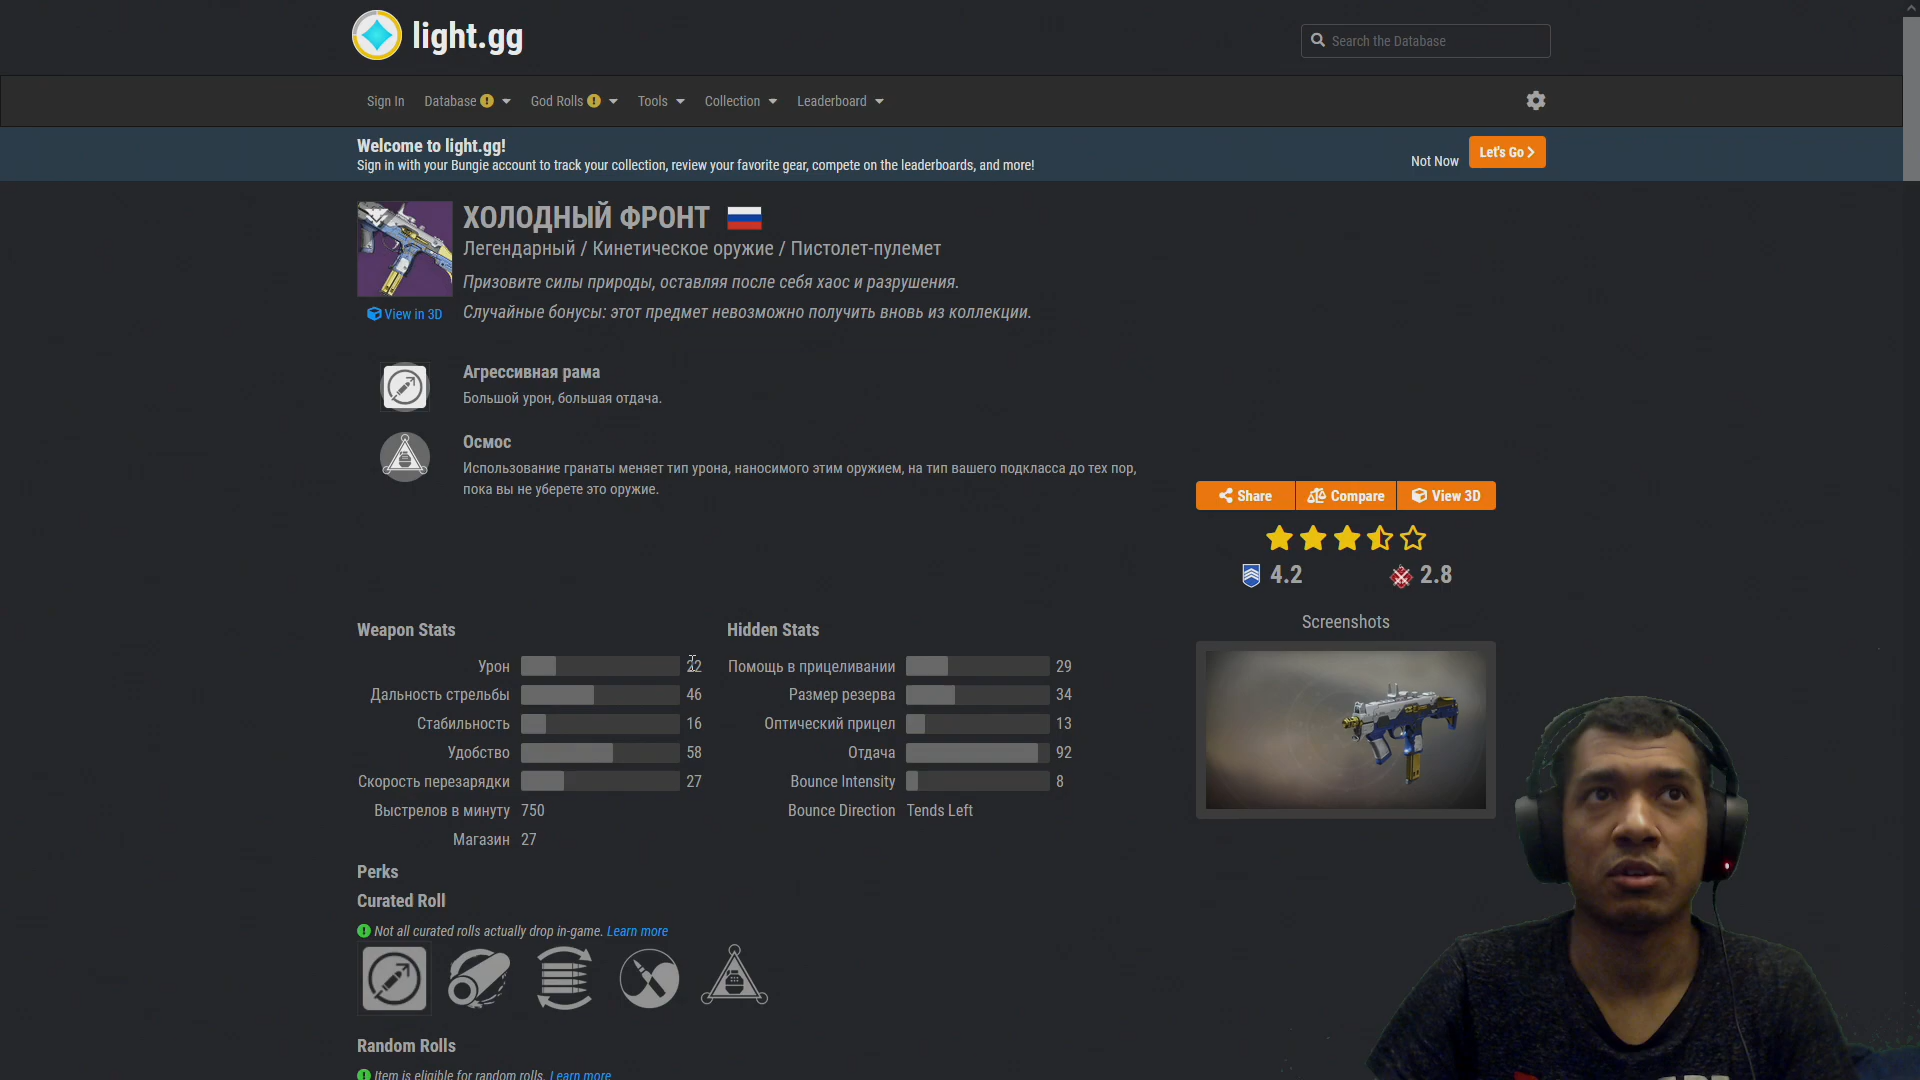 light.gg
Search the Database
Sign In
Database
God Rolls
Tools
Collection
Leaderboard
Welcome to light.gg!
Sign in with your Bungie account to track your collection, review your favorite gear, compete on the leaderboards, and more!
Not Now
Let's Go
ХОЛОДНЫЙ ФРОНТ
Легендарный / Кинетическое оружие / Пистолет-пулемет
Призовите силы природы, оставляя после себя хаос и разрушения.
View in 3D
Случайные бонусы: этот предмет невозможно получить вновь из коллекции.
Агрессивная рама
Большой урон, большая отдача.
Осмос
Использование гранаты меняет тип урона, наносимого этим оружием, на тип вашего подкласса до тех пор,
пока вы не уберете это оружие.
Share
Compare
View 3D
4.2
2.8
Screenshots
Weapon Stats
Урон 22
Дальность стрельбы 46
Стабильность 16
Удобство 58
Скорость перезарядки 27
Выстрелов в минуту 750
Магазин 27
Hidden Stats
Помощь в прицеливании 29
Размер резерва 34
Оптический прицел 13
Отдача 92
Bounce Intensity 8
Bounce Direction Tends Left
Perks
Curated Roll
Not all curated rolls actually drop in-game. Learn more
Random Rolls
Item is eligible for random rolls. Learn more